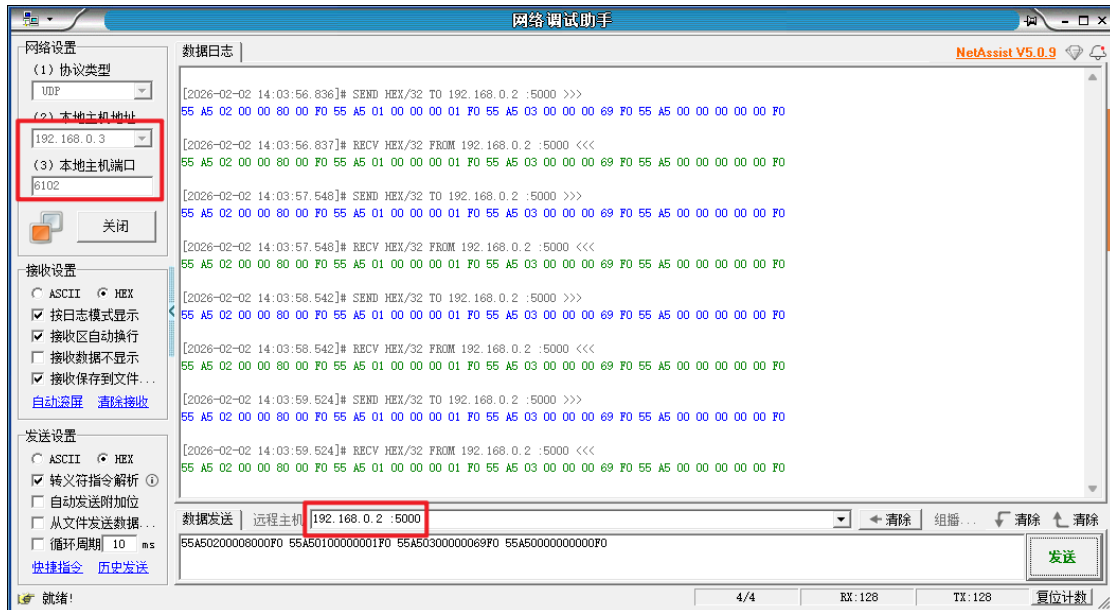 网络调试助手
网络设置
(1) 协议类型
UDP
(2) 本地主机地址
192.168.0.3
(3) 本地主机端口
6102
关闭
接收设置
ASCII HEX
按日志模式显示
接收区自动换行
接收数据不显示
接收保存到文件...
自动滚屏 清除接收
发送设置
ASCII HEX
转义符指令解析
自动发送附加位
从文件发送数据...
循环周期 10 ms
快捷指令 历史发送
数据日志
NetAssist V5.0.9
[2026-02-02 14:03:56.836]# SEND HEX/32 TO 192.168.0.2 :5000 >>>
55 A5 02 00 00 80 00 F0 55 A5 01 00 00 00 01 F0 55 A5 03 00 00 00 69 F0 55 A5 00 00 00 00 00 F0
[2026-02-02 14:03:56.837]# RECV HEX/32 FROM 192.168.0.2 :5000 <<<
55 A5 02 00 00 80 00 F0 55 A5 01 00 00 00 01 F0 55 A5 03 00 00 00 69 F0 55 A5 00 00 00 00 00 F0
[2026-02-02 14:03:57.548]# SEND HEX/32 TO 192.168.0.2 :5000 >>>
55 A5 02 00 00 80 00 F0 55 A5 01 00 00 00 01 F0 55 A5 03 00 00 00 69 F0 55 A5 00 00 00 00 00 F0
[2026-02-02 14:03:57.548]# RECV HEX/32 FROM 192.168.0.2 :5000 <<<
55 A5 02 00 00 80 00 F0 55 A5 01 00 00 00 01 F0 55 A5 03 00 00 00 69 F0 55 A5 00 00 00 00 00 F0
[2026-02-02 14:03:58.542]# SEND HEX/32 TO 192.168.0.2 :5000 >>>
55 A5 02 00 00 80 00 F0 55 A5 01 00 00 00 01 F0 55 A5 03 00 00 00 69 F0 55 A5 00 00 00 00 00 F0
[2026-02-02 14:03:58.542]# RECV HEX/32 FROM 192.168.0.2 :5000 <<<
55 A5 02 00 00 80 00 F0 55 A5 01 00 00 00 01 F0 55 A5 03 00 00 00 69 F0 55 A5 00 00 00 00 00 F0
[2026-02-02 14:03:59.524]# SEND HEX/32 TO 192.168.0.2 :5000 >>>
55 A5 02 00 00 80 00 F0 55 A5 01 00 00 00 01 F0 55 A5 03 00 00 00 69 F0 55 A5 00 00 00 00 00 F0
[2026-02-02 14:03:59.524]# RECV HEX/32 FROM 192.168.0.2 :5000 <<<
55 A5 02 00 00 80 00 F0 55 A5 01 00 00 00 01 F0 55 A5 03 00 00 00 69 F0 55 A5 00 00 00 00 00 F0
数据发送 远程主机 192.168.0.2 :5000 清除 组播... 清除 清除
55A50200008000F0 55A50100000001F0 55A50300000069F0 55A50000000000F0
发送
就绪! 4/4 RX:128 TX:128 复位计数